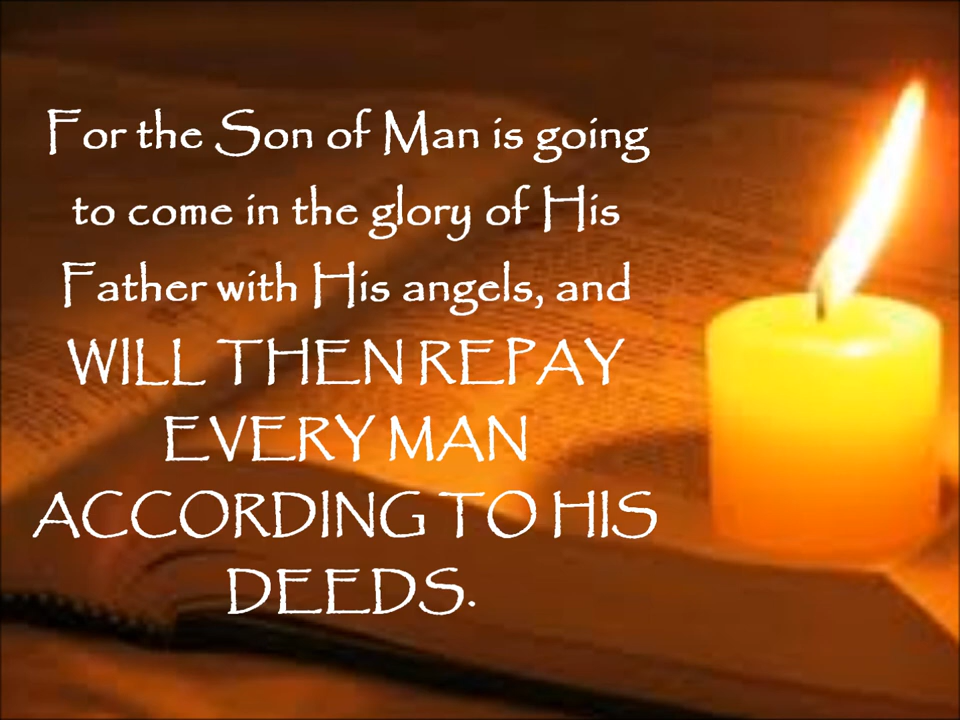 For the Son of Man is going
to come in the glory of His
Father with His angels, and
WILL THEN REPAY
EVERY MAN
ACCORDING TO HIS
DEEDS.